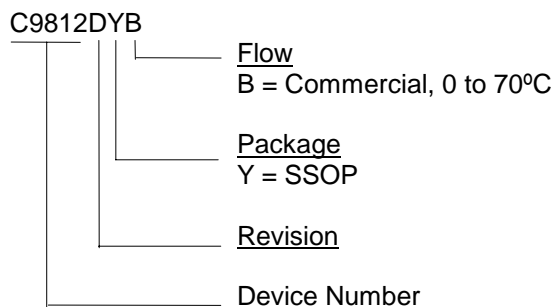 C9812DYB
Flow
B = Commercial, 0 to 70ºC
Package
Y = SSOP
Revision
Device Number